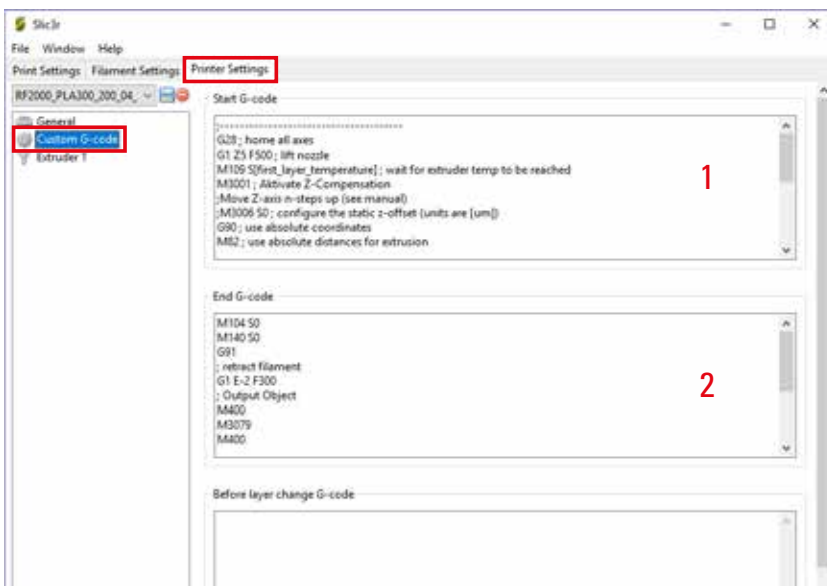 Slic3r
File Window Help
Print Settings Filament Settings Printer Settings
RF2000_PLA300_200_04_
General
Custom G-code
Extruder 1
Start G-code
;------------------------------------------
G28 ; home all axes
G1 Z5 F500 ; lift nozzle
M109 S[first_layer_temperature] ; wait for extruder temp to be reached
M3001 ; Aktivate Z-Compensation
;Move Z-axis n-steps up (see manual)
;M3006 S0 ; configure the static z-offset (units are [um])
G90 ; use absolute coordinates
M82 ; use absolute distances for extrusion
1
End G-code
M104 S0
M140 S0
G91
; retract filament
G1 E-2 F300
; Output Object
M400
M3079
M400
2
Before layer change G-code